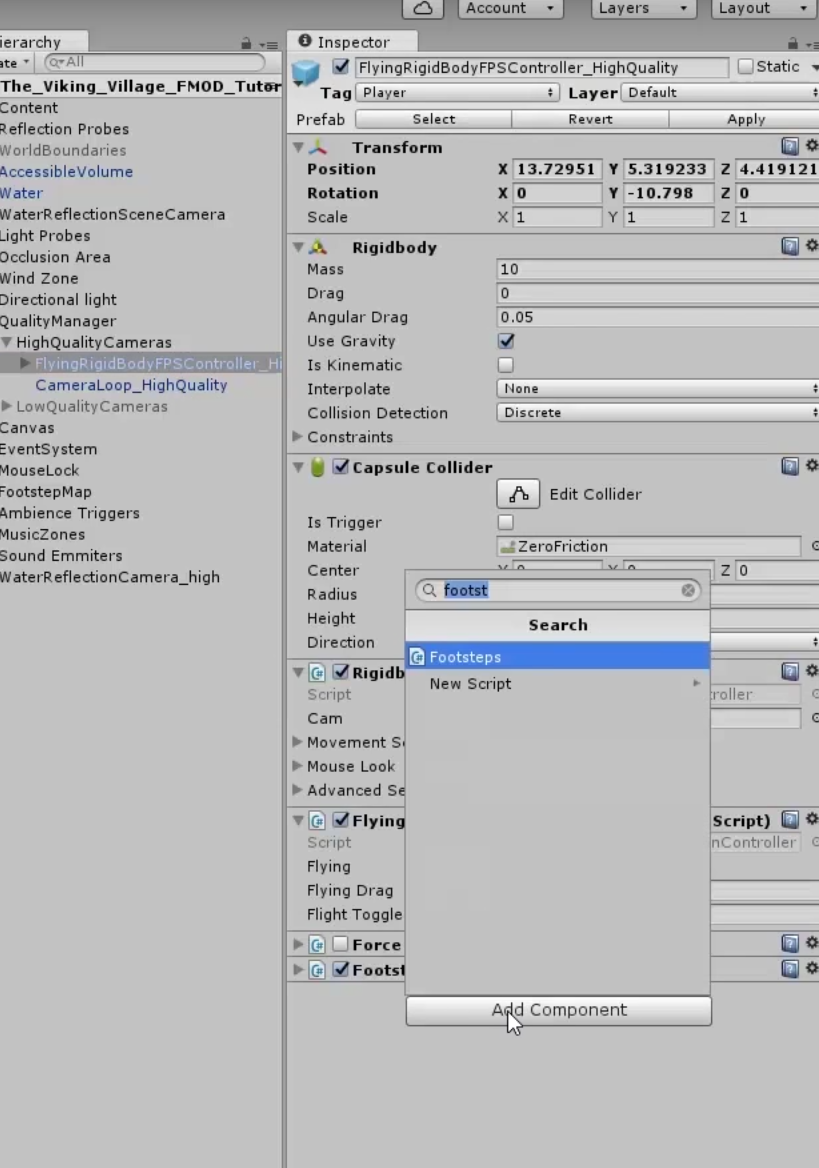 Account
Layers
Layout
ierarchy
ate
All
The_Viking_Village_FMOD_Tutor
Content
Reflection Probes
WorldBoundaries
AccessibleVolume
Water
WaterReflectionSceneCamera
Light Probes
Occlusion Area
Wind Zone
Directional light
QualityManager
HighQualityCameras
FlyingRigidBodyFPSController_Hi
CameraLoop_HighQuality
LowQualityCameras
Canvas
EventSystem
MouseLock
FootstepMap
Ambience Triggers
MusicZones
Sound Emmiters
WaterReflectionCamera_high
Inspector
FlyingRigidBodyFPSController_HighQuality
Static
Tag Player Layer Default
Prefab Select Revert Apply
Transform
Position X 13.72951 Y 5.319233 Z 4.419121
Rotation X 0 Y -10.798 Z 0
Scale X 1 Y 1 Z 1
Rigidbody
Mass 10
Drag 0
Angular Drag 0.05
Use Gravity
Is Kinematic
Interpolate None
Collision Detection Discrete
Constraints
Capsule Collider
Edit Collider
Is Trigger
Material ZeroFriction
Center Z 0
Radius
Height
Direction
Rigidb
Script roller
Cam
Movement Se
Mouse Look
Advanced Se
Flying Script)
Script nController
Flying
Flying Drag
Flight Toggle
Force
Footst
footst
Search
Footsteps
New Script
Add Component